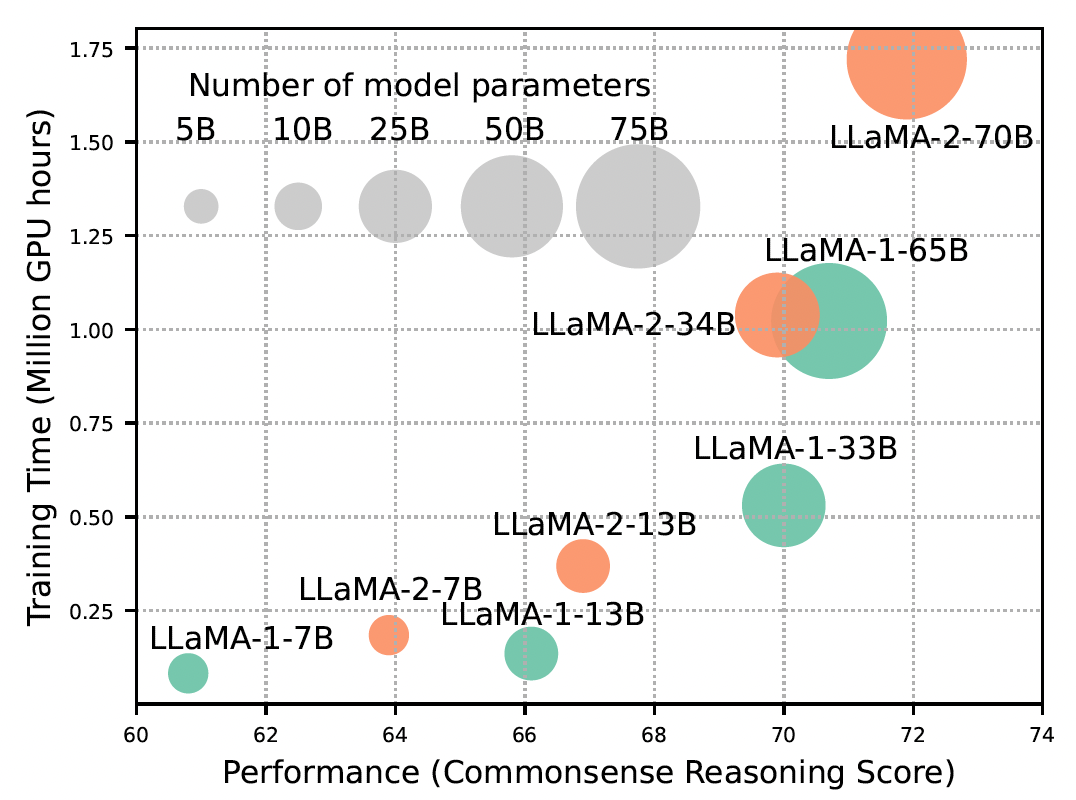 Number of model parameters
5B 10B 25B 50B 75B
LLaMA-2-70B
LLaMA-1-65B
LLaMA-2-34B
LLaMA-1-33B
LLaMA-2-13B
LLaMA-2-7B
LLaMA-1-13B
LLaMA-1-7B
1.75
1.50
1.25
1.00
0.75
0.50
0.25
Training Time (Million GPU hours)
60 62 64 66 68 70 72 74
Performance (Commonsense Reasoning Score)